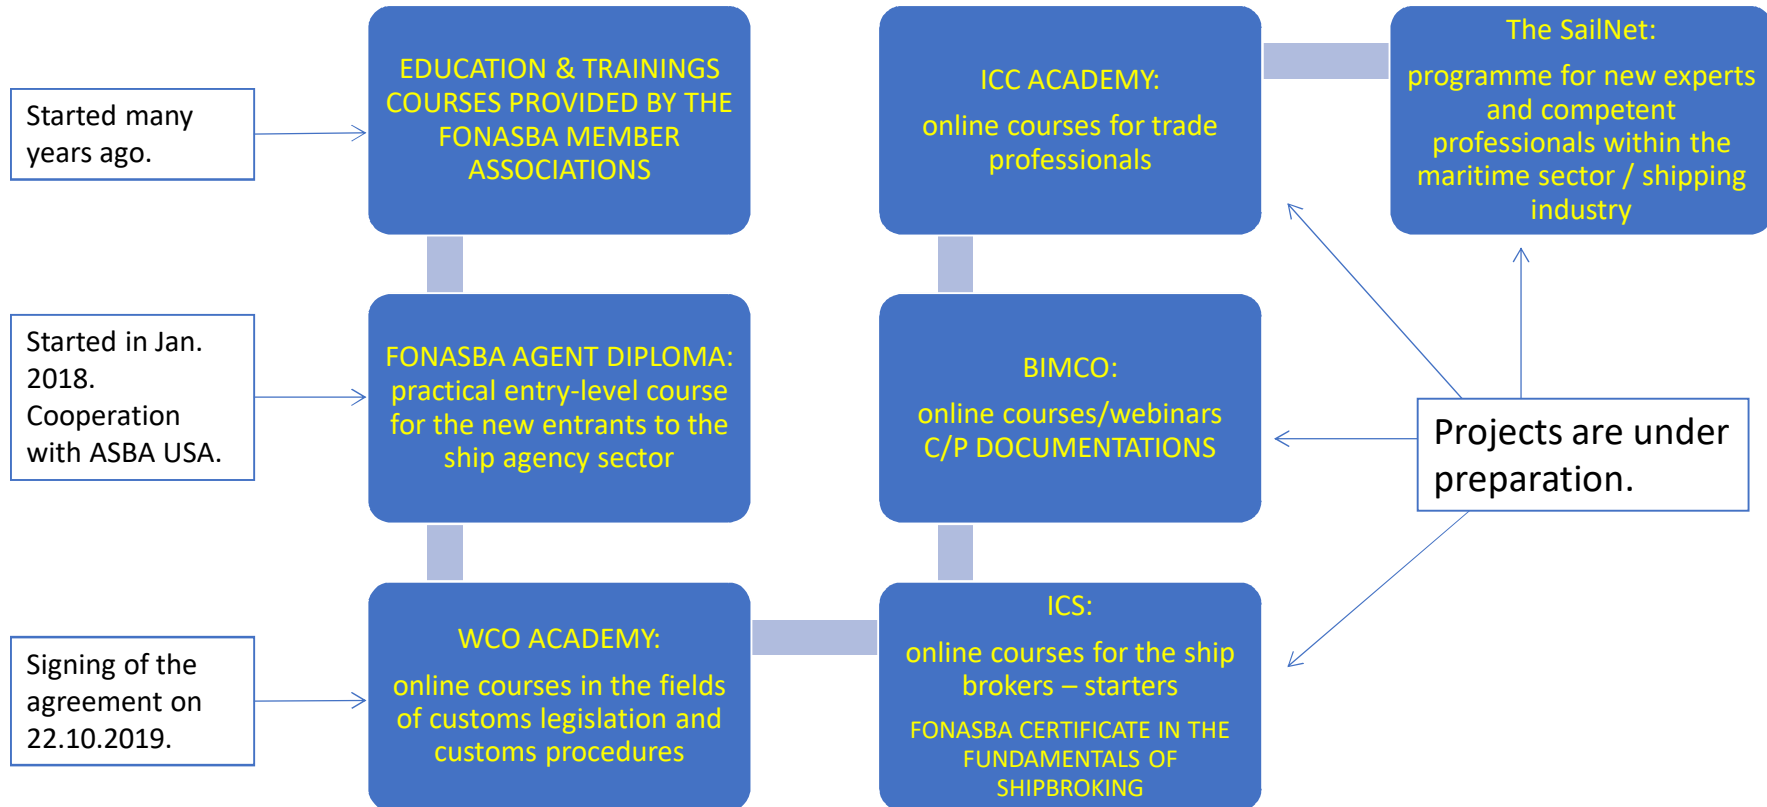 Started many
years ago.
EDUCATION & TRAININGS
COURSES PROVIDED BY THE
FONASBA MEMBER
ASSOCIATIONS
Started in Jan.
2018.
Cooperation
with ASBA USA.
FONASBA AGENT DIPLOMA:
practical entry-level course
for the new entrants to the
ship agency sector
Signing of the
agreement on
22.10.2019.
WCO ACADEMY:
online courses in the fields
of customs legislation and
customs procedures
ICS:
online courses for the ship
brokers – starters
FONASBA CERTIFICATE IN THE
FUNDAMENTALS OF
SHIPBROKING
BIMCO:
online courses/webinars
C/P DOCUMENTATIONS
ICC ACADEMY:
online courses for trade
professionals
The SailNet:
programme for new experts
and competent
professionals within the
maritime sector / shipping
industry
Projects are under
preparation.